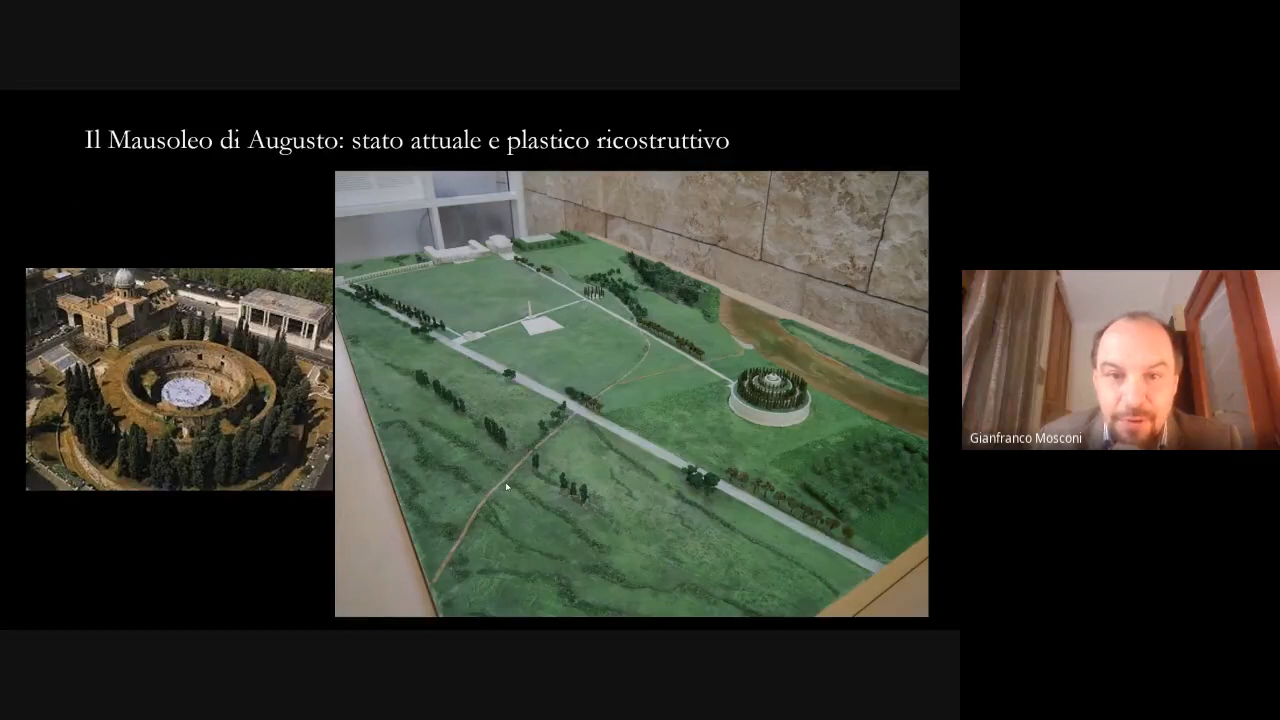 Il Mausoleo di Augusto: stato attuale e plastico ricostruttivo
Gianfranco Mosconi